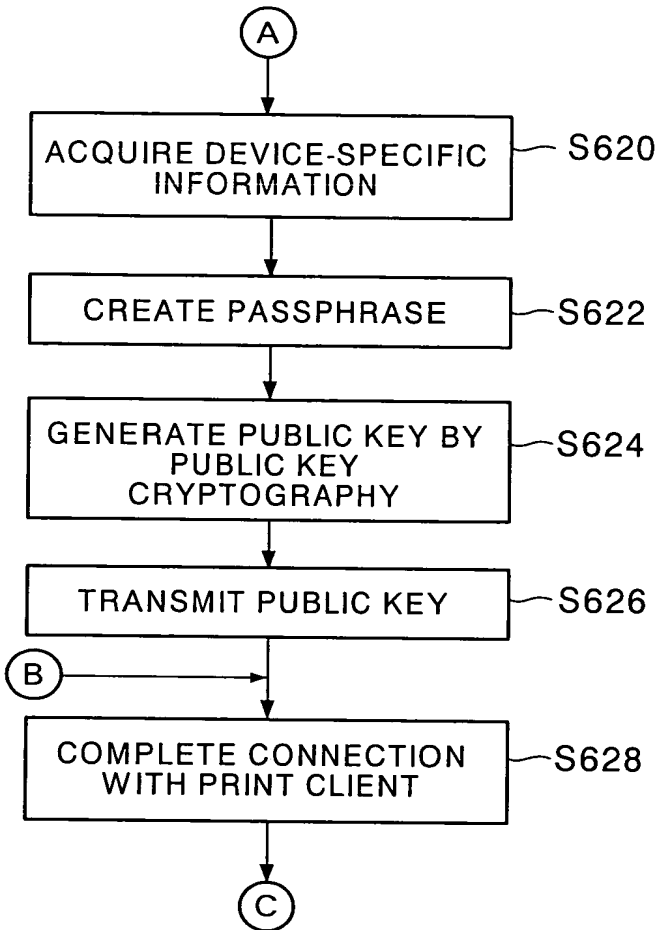 A
ACQUIRE DEVICE-SPECIFIC
INFORMATION
S620
CREATE PASSPHRASE
S622
GENERATE PUBLIC KEY BY
PUBLIC KEY
CRYPTOGRAPHY
S624
TRANSMIT PUBLIC KEY
S626
B
COMPLETE CONNECTION
WITH PRINT CLIENT
S628
C